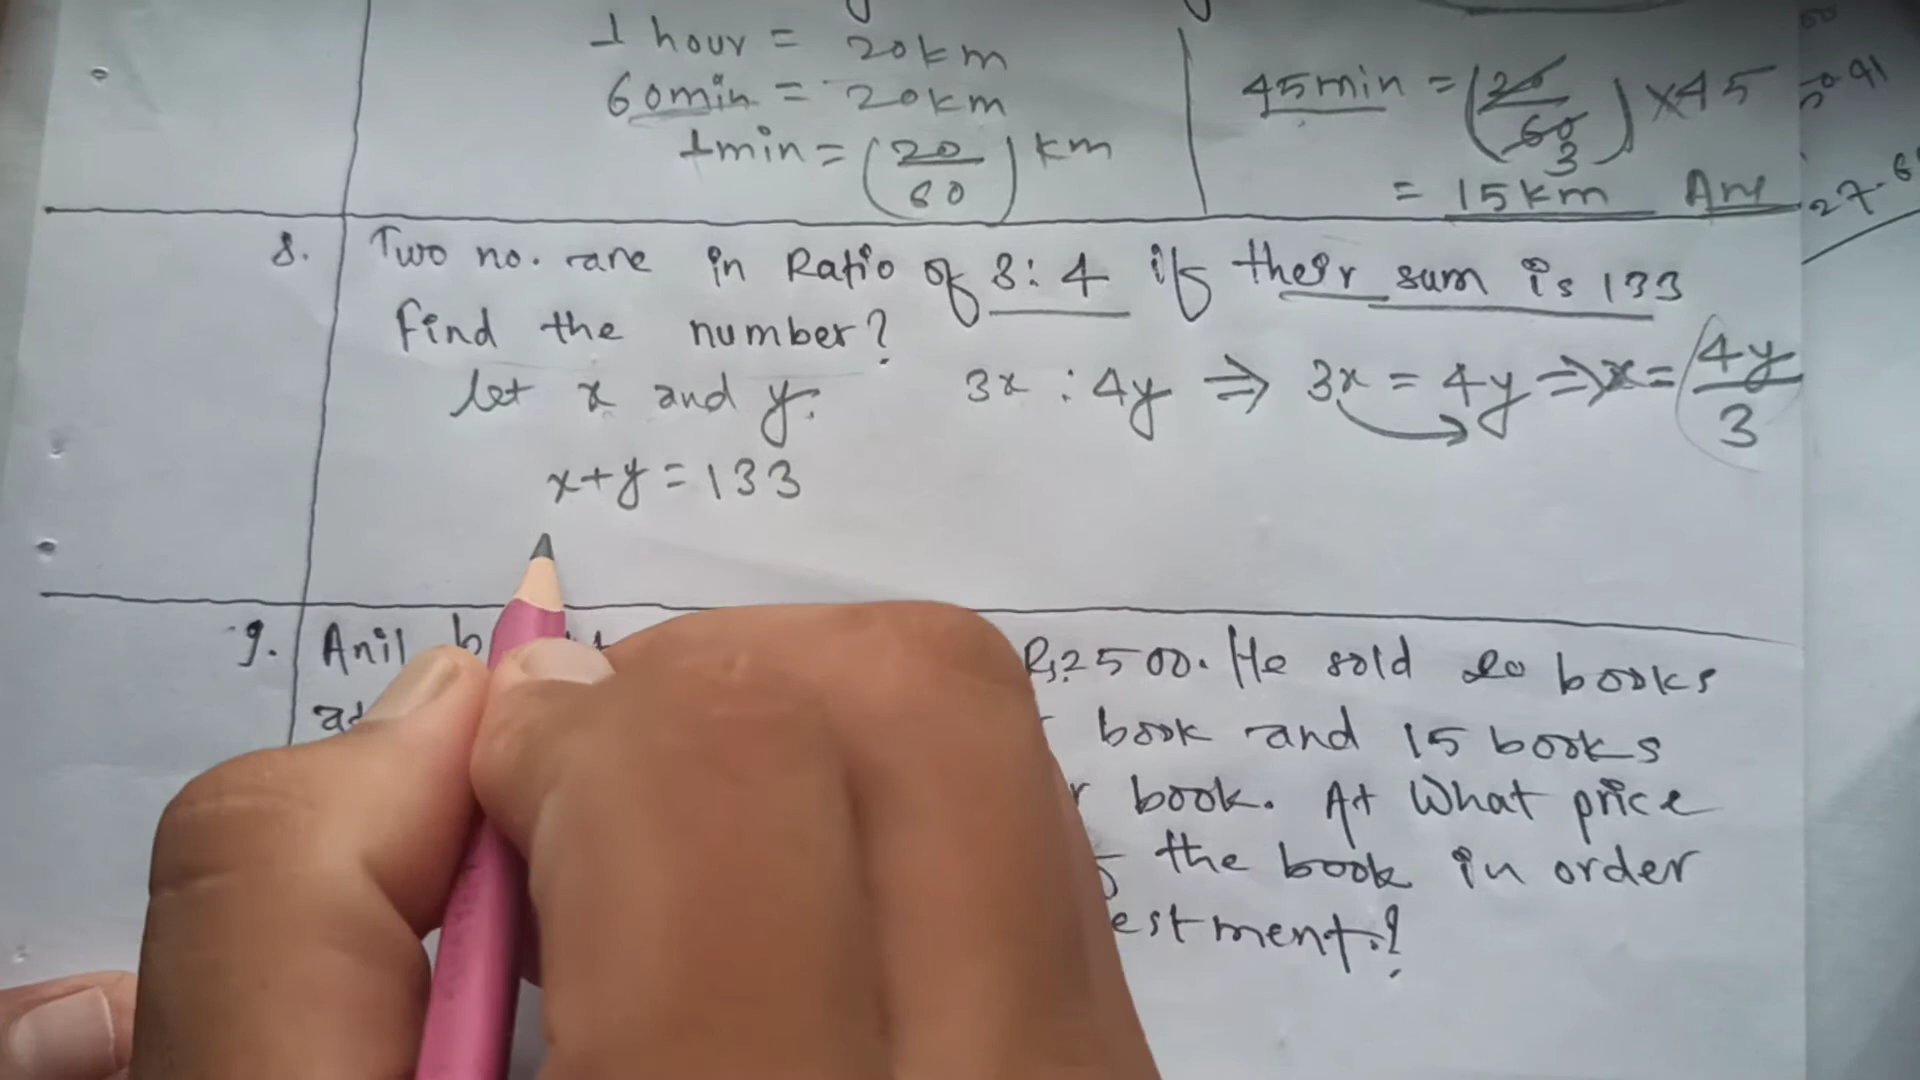 1 hour = 20km
60min = 20km
1min = (20/60) km
45min = (20/60) x45
3
= 15km Ans
8. Two no. are in Ratio of 3:4 if their sum is 133
find the number?
let x and y. 3x : 4y ⇒ 3x = 4y ⇒ x = (4y/3
x+y=133
9. Anil b
Rs.2500. He sold 20 books
book and 15 books
book. At What price
the book in order
estment?